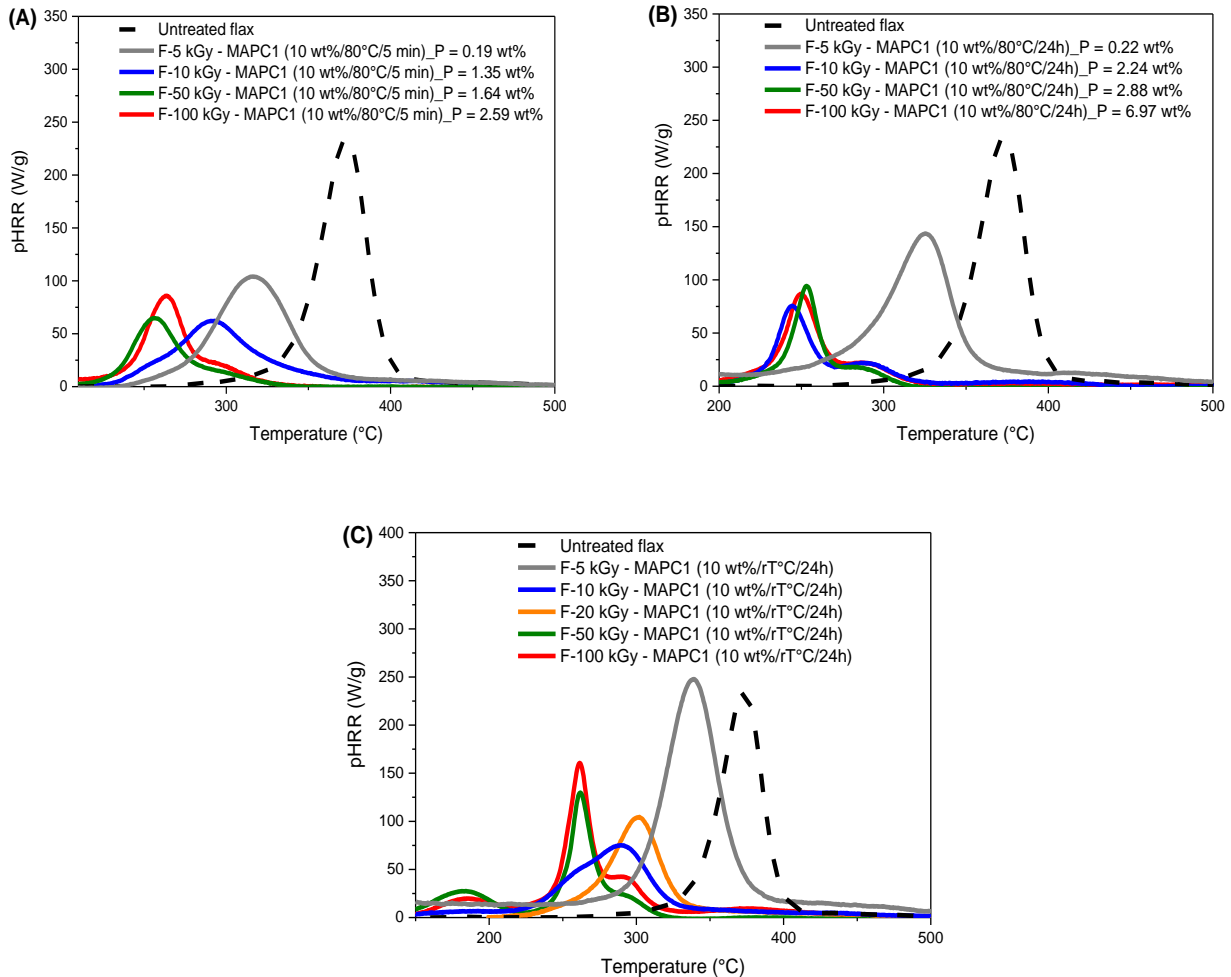 (A)
350
300
250
200
150
100
50
0
pHRR (W/g)
Untreated flax
F-5 kGy - MAPC1 (10 wt%/80°C/5 min)_P = 0.19 wt%
F-10 kGy - MAPC1 (10 wt%/80°C/5 min)_P = 1.35 wt%
F-50 kGy - MAPC1 (10 wt%/80°C/5 min)_P = 1.64 wt%
F-100 kGy - MAPC1 (10 wt%/80°C/5 min)_P = 2.59 wt%
300 400 500
Temperature (°C)
(B)
350
300
250
200
150
100
50
0
pHRR (W/g)
Untreated flax
F-5 kGy - MAPC1 (10 wt%/80°C/24h)_P = 0.22 wt%
F-10 kGy - MAPC1 (10 wt%/80°C/24h)_P = 2.24 wt%
F-50 kGy - MAPC1 (10 wt%/80°C/24h)_P = 2.88 wt%
F-100 kGy - MAPC1 (10 wt%/80°C/24h)_P = 6.97 wt%
200 300 400 500
Temperature (°C)
(C)
400
350
300
250
200
150
100
50
0
pHRR (W/g)
Untreated flax
F-5 kGy - MAPC1 (10 wt%/rT°C/24h)
F-10 kGy - MAPC1 (10 wt%/rT°C/24h)
F-20 kGy - MAPC1 (10 wt%/rT°C/24h)
F-50 kGy - MAPC1 (10 wt%/rT°C/24h)
F-100 kGy - MAPC1 (10 wt%/rT°C/24h)
200 300 400 500
Temperature (°C)